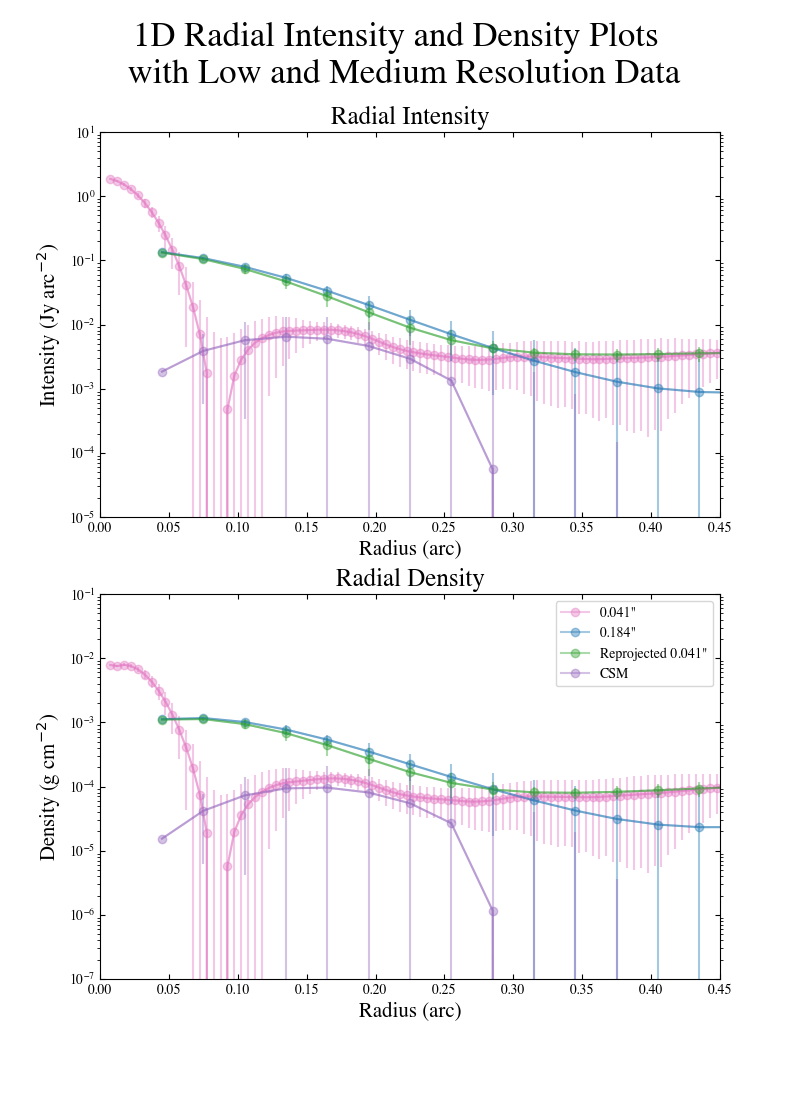 1D Radial Intensity and Density Plots
with Low and Medium Resolution Data
Radial Intensity
Intensity (Jy arc⁻²)
10¹
10⁰
10⁻¹
10⁻²
10⁻³
10⁻⁴
10⁻⁵
0.00 0.05 0.10 0.15 0.20 0.25 0.30 0.35 0.40 0.45
Radius (arc)
Radial Density
Density (g cm⁻²)
10⁻¹
10⁻²
10⁻³
10⁻⁴
10⁻⁵
10⁻⁶
10⁻⁷
0.041"
0.184"
Reprojected 0.041"
CSM
0.00 0.05 0.10 0.15 0.20 0.25 0.30 0.35 0.40 0.45
Radius (arc)